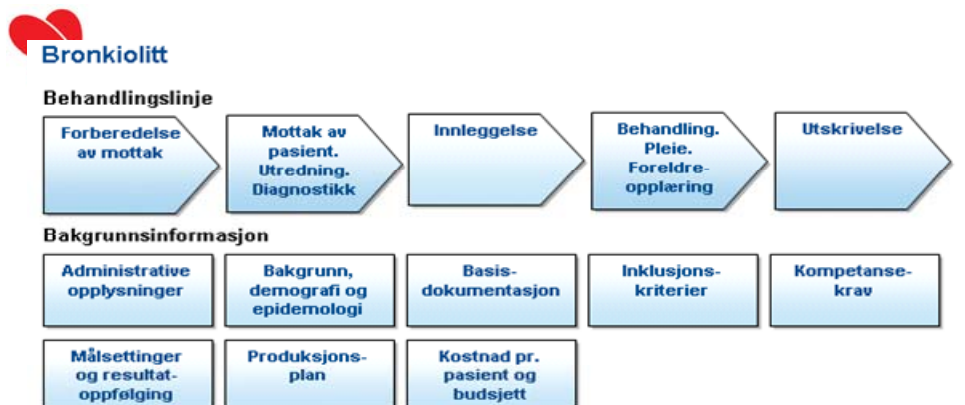 Bronkiolitt
Behandlingslinje
Forberedelse
av mottak
Mottak av
pasient.
Utredning.
Diagnostikk
Innleggelse
Behandling.
Pleie.
Foreldre-
opplæring
Utskrivelse
Bakgrunnsinformasjon
Administrative
opplysninger
Bakgrunn,
demografi og
epidemologi
Basis-
dokumentasjon
Inklusjons-
kriterier
Kompetanse-
krav
Målsettinger
og resultat-
oppfølging
Produksjons-
plan
Kostnad pr.
pasient og
budsjett